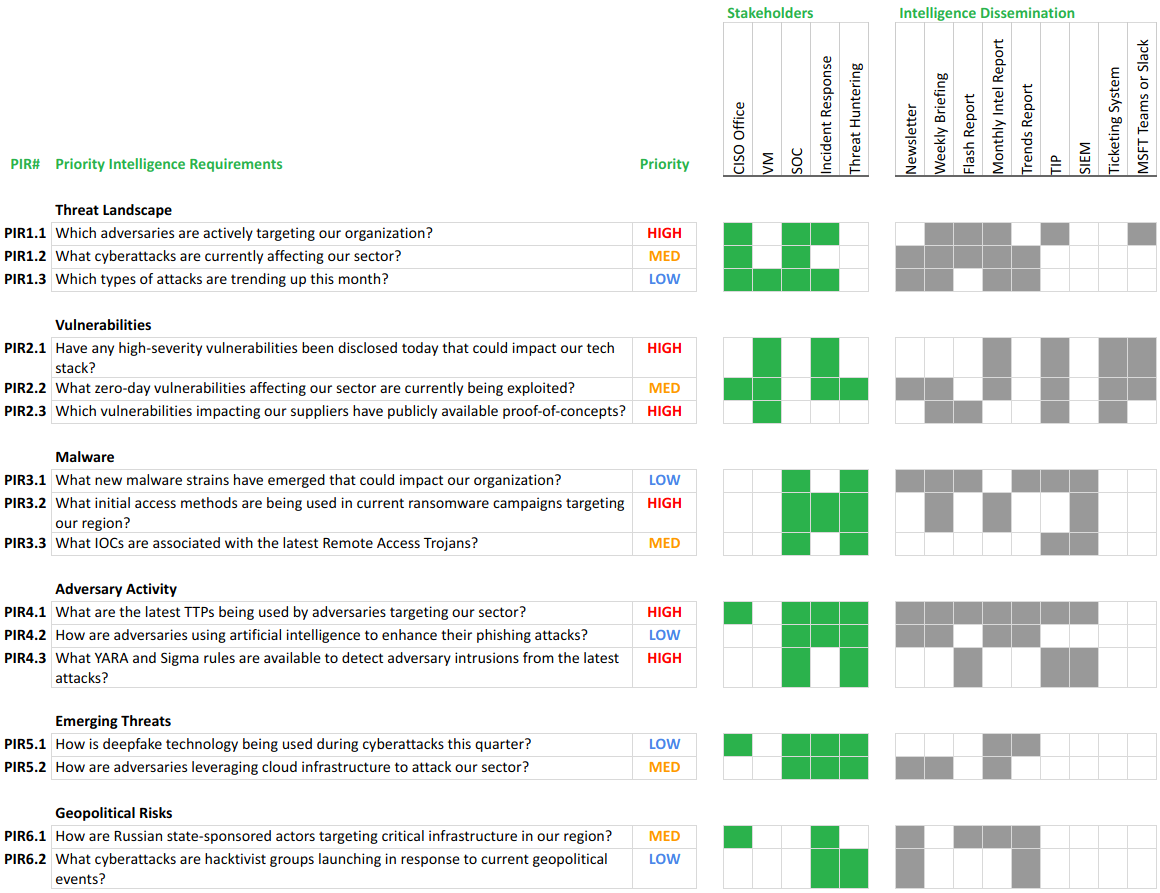 Stakeholders
Intelligence Dissemination
CISO Office
VM
SOC
Incident Response
Threat Huntering
Newsletter
Weekly Briefing
Flash Report
Monthly Intel Report
Trends Report
TIP
SIEM
Ticketing System
MSFT Teams or Slack
PIR# Priority Intelligence Requirements Priority
Threat Landscape
PIR1.1 Which adversaries are actively targeting our organization? HIGH
PIR1.2 What cyberattacks are currently affecting our sector? MED
PIR1.3 Which types of attacks are trending up this month? LOW
Vulnerabilities
PIR2.1 Have any high-severity vulnerabilities been disclosed today that could impact our tech HIGH
stack?
PIR2.2 What zero-day vulnerabilities affecting our sector are currently being exploited? MED
PIR2.3 Which vulnerabilities impacting our suppliers have publicly available proof-of-concepts? HIGH
Malware
PIR3.1 What new malware strains have emerged that could impact our organization? LOW
PIR3.2 What initial access methods are being used in current ransomware campaigns targeting HIGH
our region?
PIR3.3 What IOCs are associated with the latest Remote Access Trojans? MED
Adversary Activity
PIR4.1 What are the latest TTPs being used by adversaries targeting our sector? HIGH
PIR4.2 How are adversaries using artificial intelligence to enhance their phishing attacks? LOW
PIR4.3 What YARA and Sigma rules are available to detect adversary intrusions from the latest HIGH
attacks?
Emerging Threats
PIR5.1 How is deepfake technology being used during cyberattacks this quarter? LOW
PIR5.2 How are adversaries leveraging cloud infrastructure to attack our sector? MED
Geopolitical Risks
PIR6.1 How are Russian state-sponsored actors targeting critical infrastructure in our region? MED
PIR6.2 What cyberattacks are hacktivist groups launching in response to current geopolitical LOW
events?